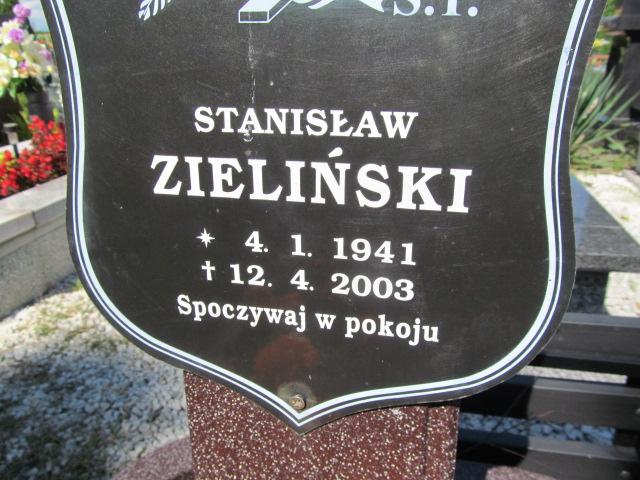 Ś.P.
STANISŁAW
ZIELIŃSKI
* 4. 1. 1941
† 12. 4. 2003
Spoczywaj w pokoju